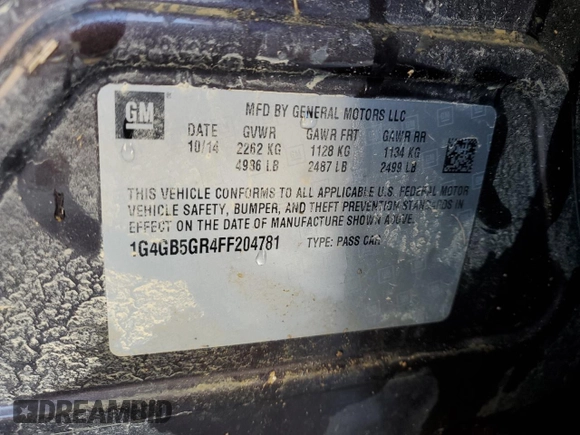 GM
MFD BY GENERAL MOTORS LLC
DATE GVWR GAWR FRT GAWR RR
10/14 2262 KG 1128 KG 1134 KG
4986 LB 2487 LB 2499 LB
THIS VEHICLE CONFORMS TO ALL APPLICABLE U.S. FEDERAL MOTOR
VEHICLE SAFETY, BUMPER, AND THEFT PREVENTION STANDARDS
IN EFFECT ON THE DATE OF MANUFACTURE SHOWN ABOVE.
1G4GB5GR4FF204781 TYPE: PASS CAR
DREAMBID